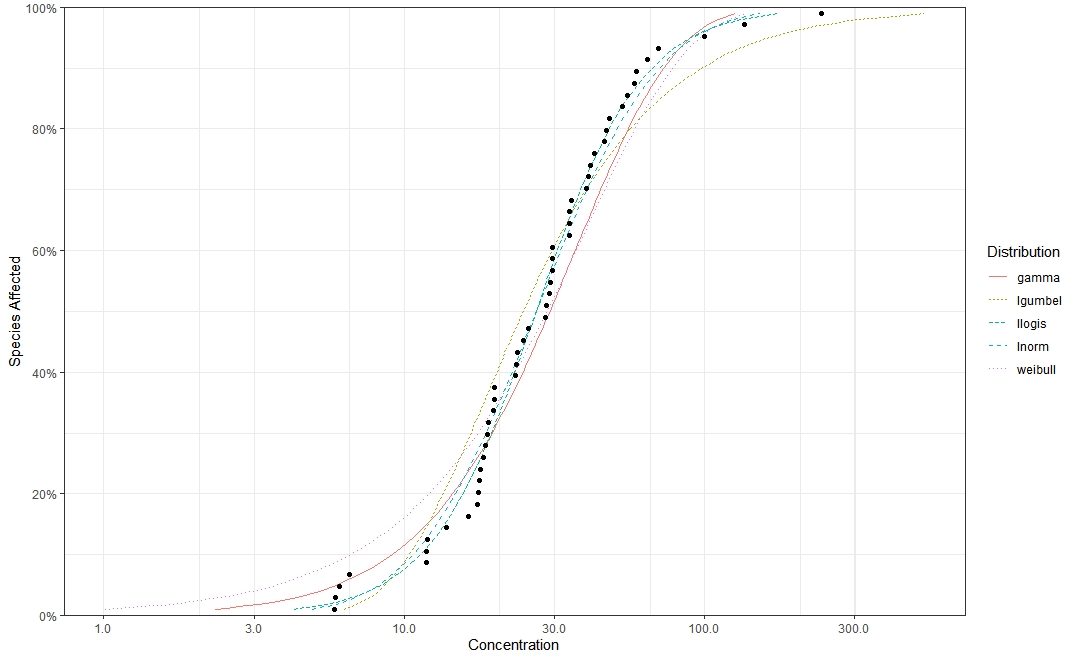 100%
80%
60%
40%
20%
0%
Species Affected
1.0 3.0 10.0 30.0 100.0 300.0
Concentration
Distribution
gamma
lgumbel
llogis
lnorm
weibull